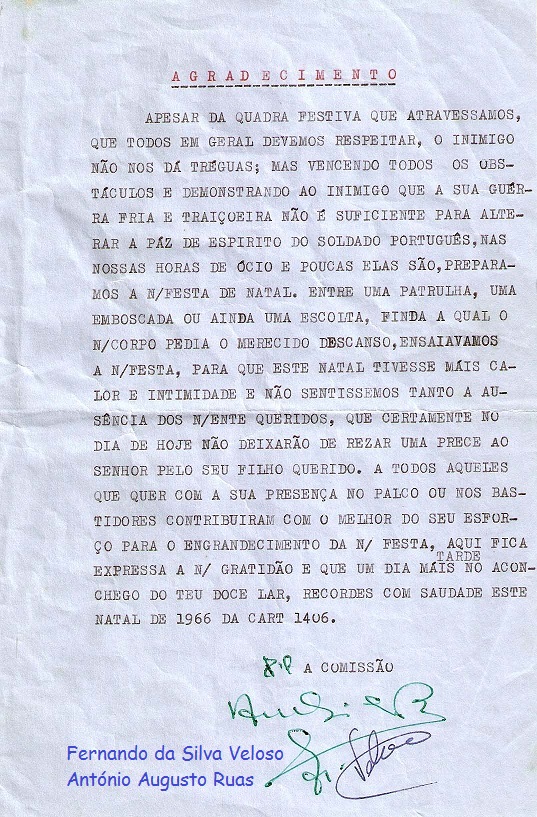 AGRADECIMENTO
APESAR DA QUADRA FESTIVA QUE ATRAVESSAMOS,
QUE TODOS EM GERAL DEVEMOS RESPEITAR, O INIMIGO
NÃO NOS DÁ TRÉGUAS; MAS VENCENDO TODOS OS OBS-
TÁCULOS E DEMONSTRANDO AO INIMIGO QUE A SUA GUÉR-
RA FRIA E TRAIÇOEIRA NÃO É SUFICIENTE PARA ALTE-
RAR A PÁZ DE ESPIRITO DO SOLDADO PORTUGUÊS,NAS
NOSSAS HORAS DE ÓCIO E POUCAS ELAS SÃO,PREPARA-
MOS A N/FESTA DE NATAL. ENTRE UMA PATRULHA, UMA
EMBOSCADA OU AINDA UMA ESCOLTA, FINDA A QUAL O
N/CORPO PEDIA O MERECIDO DESCANSO,ENSAIAVAMOS
A N/FESTA, PARA QUE ESTE NATAL TIVESSE MÁIS CA-
LOR E INTIMIDADE E NÃO SENTISSEMOS TANTO A AU-
SÊNCIA DOS N/ENTE QUERIDOS, QUE CERTAMENTE NO
DIA DE HOJE NÃO DEIXARÃO DE REZAR UMA PRECE AO
SENHOR PELO SEU FILHO QUERIDO. A TODOS AQUELES
QUE QUER COM A SUA PRESENÇA NO PALCO OU NOS BAS-
TIDORES CONTRIBUIRAM COM O MELHOR DO SEU ESFOR-
ÇO PARA O ENGRANDECIMENTO DA N/ FESTA, AQUI FICA
TARDE
EXPRESSA A N/ GRATIDÃO E QUE UM DIA MÁIS NO ACON-
CHEGO DO TEU DOCE LAR, RECORDES COM SAUDADE ESTE
NATAL DE 1966 DA CART 1406.
A COMISSÃO
Fernando da Silva Veloso
António Augusto Ruas